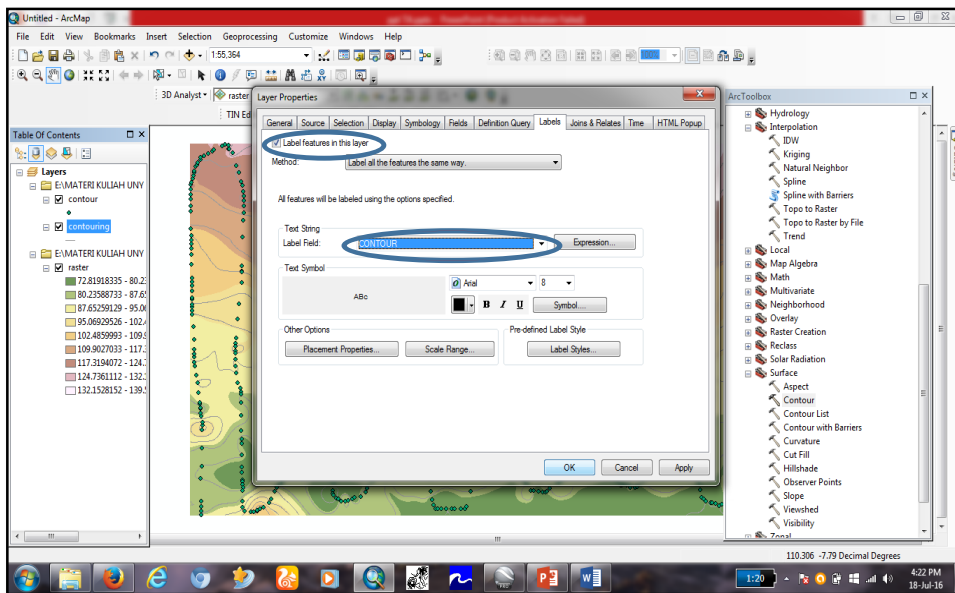 Untitled - ArcMap
File Edit View Bookmarks Insert Selection Geoprocessing Customize Windows Help
1:55,364
3D Analyst raster
TIN Ed
Table Of Contents
Layers
E:\MATERI KULIAH UNY
contour
contouring
E:\MATERI KULIAH UNY
raster
72.81918335 - 80.23
80.23588733 - 87.65
87.65259129 - 95.06
95.06929526 - 102.4
102.4859993 - 109.9
109.9027033 - 117.3
117.3194072 - 124.7
124.7361112 - 132.1
132.1528152 - 139.5
Layer Properties
General Source Selection Display Symbology Fields Definition Query Labels Joins & Relates Time HTML Popup
Label features in this layer
Method: Label all the features the same way.
All features will be labeled using the options specified.
Text String
Label Field: CONTOUR Expression...
Text Symbol
AaBb
Arial 8
B I U Symbol...
Other Options
Placement Properties... Scale Range...
Pre-defined Label Style
Label Styles...
OK Cancel Apply
ArcToolbox
Hydrology
Interpolation
IDW
Kriging
Natural Neighbor
Spline
Spline with Barriers
Topo to Raster
Topo to Raster by File
Trend
Local
Map Algebra
Math
Multivariate
Neighborhood
Overlay
Raster Creation
Reclass
Solar Radiation
Surface
Aspect
Contour
Contour List
Contour with Barriers
Curvature
Cut Fill
Hillshade
Observer Points
Slope
Viewshed
Visibility
Zonal
110.306 -7.79 Decimal Degrees
1:20
4:22 PM
18-Jul-16